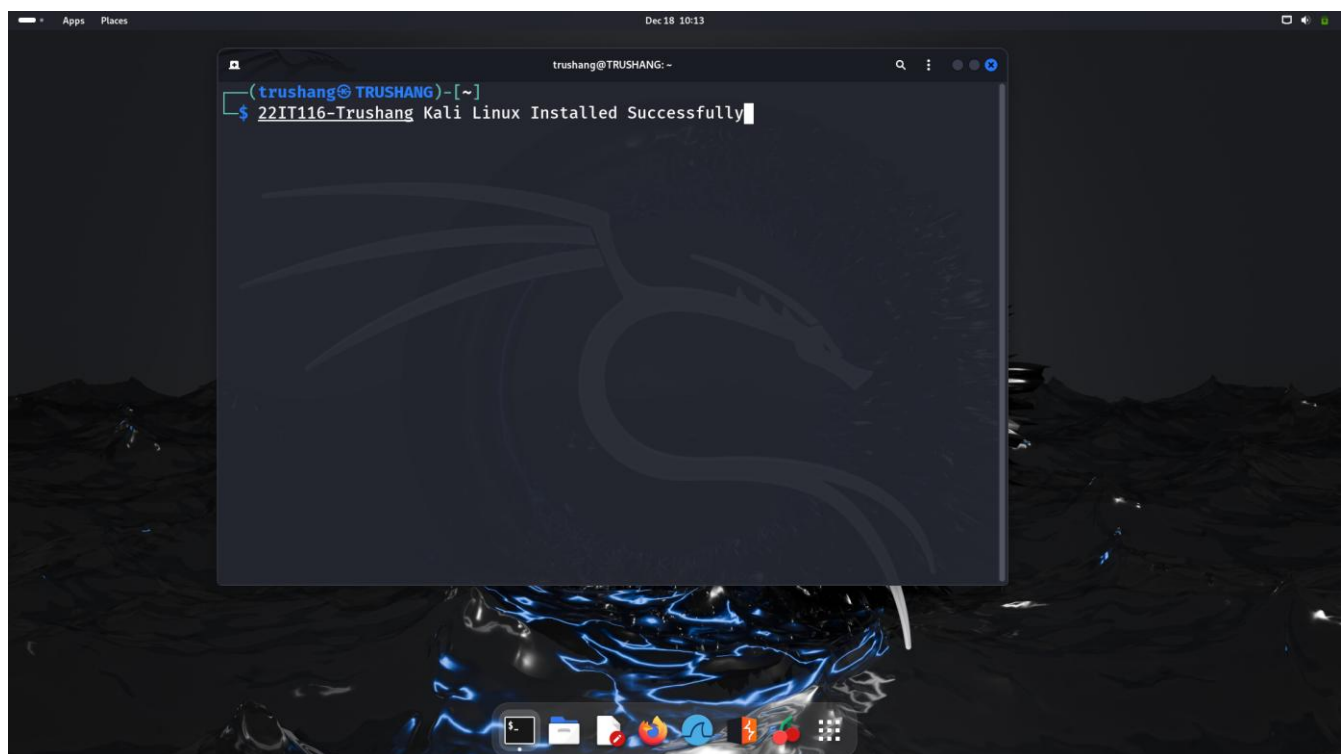 Apps Places Dec 18 10:13
trushang@TRUSHANG: ~
(trushang㉿TRUSHANG)-[~]
$ 22IT116-Trushang Kali Linux Installed Successfully
$_